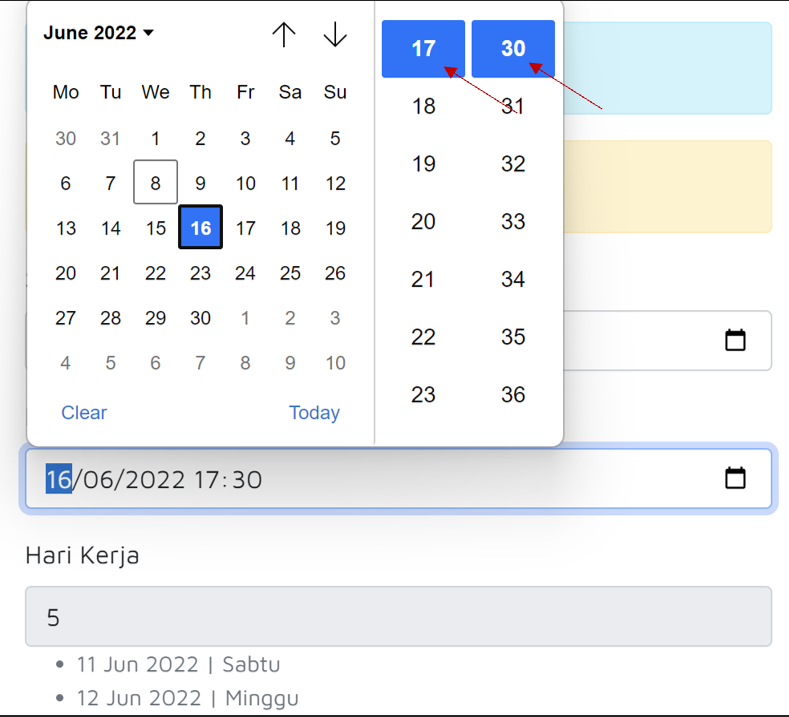 June 2022
Mo Tu We Th Fr Sa Su
30 31 1 2 3 4 5
6 7 8 9 10 11 12
13 14 15 16 17 18 19
20 21 22 23 24 25 26
27 28 29 30 1 2 3
4 5 6 7 8 9 10
Clear Today
17 30
18 31
19 32
20 33
21 34
22 35
23 36
16/06/2022 17:30
Hari Kerja
5
• 11 Jun 2022 | Sabtu
• 12 Jun 2022 | Minggu